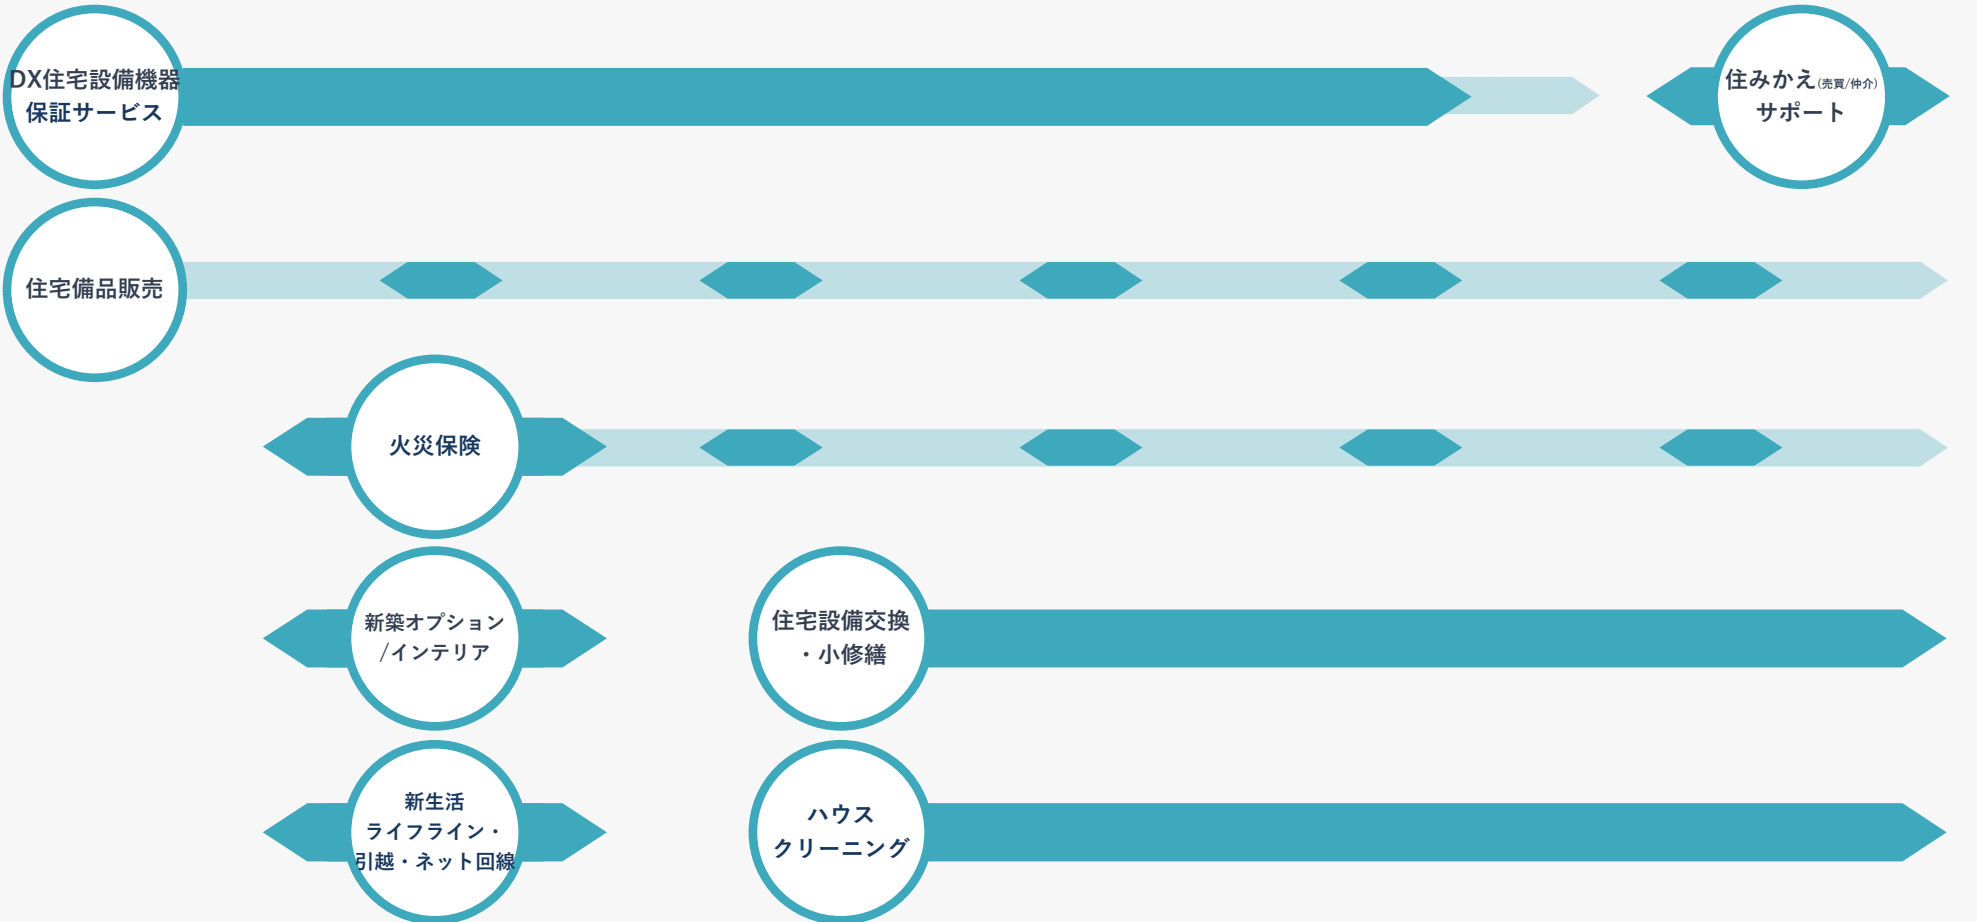 DX住宅設備機器
保証サービス
住みかえ(売買/仲介)
サポート
住宅備品販売
火災保険
新築オプション
/インテリア
住宅設備交換
・小修繕
新生活
ライフライン・
引越・ネット回線
ハウス
クリーニング